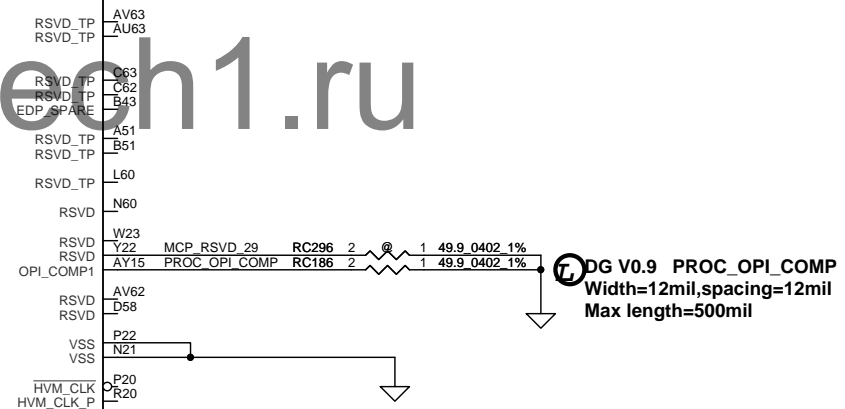 RSVD_TP AV63
RSVD_TP AU63
ech1.ru
RSVD_TP C63
RSVD_TP C62
EDP_SPARE B43
RSVD_TP A51
RSVD_TP B51
RSVD_TP L60
RSVD N60
RSVD W23
RSVD Y22 MCP_RSVD_29 RC296 2 @ 1 49.9_0402_1%
OPI_COMP1 AY15 PROC_OPI_COMP RC186 2 1 49.9_0402_1%
DG V0.9 PROC_OPI_COMP
Width=12mil,spacing=12mil
Max length=500mil
RSVD AV62
RSVD D58
VSS P22
VSS N21
HVM_CLK P20
HVM_CLK_P R20